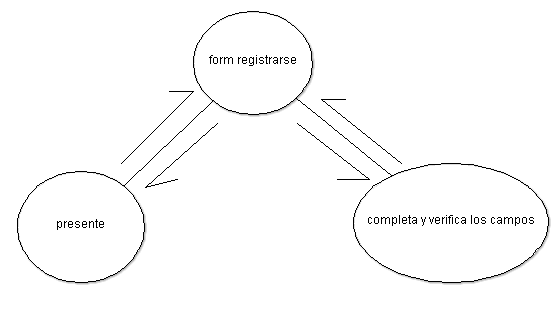 form registrarse
presente
completa y verifica los campos